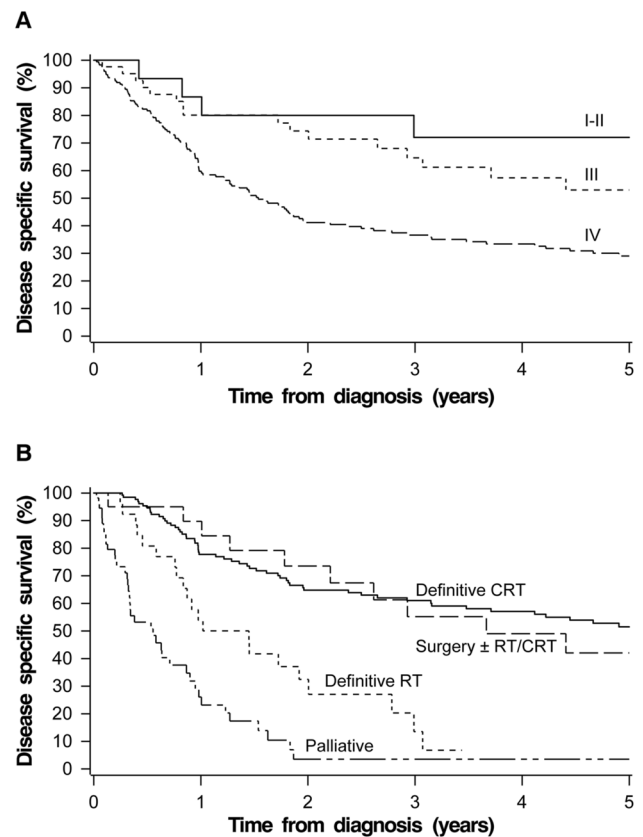 A
Disease specific survival (%)
100
90
80
70
60
50
40
30
20
10
0
I-II
III
IV
0 1 2 3 4 5
Time from diagnosis (years)
B
Disease specific survival (%)
100
90
80
70
60
50
40
30
20
10
0
Definitive CRT
Surgery ± RT/CRT
Definitive RT
Palliative
0 1 2 3 4 5
Time from diagnosis (years)